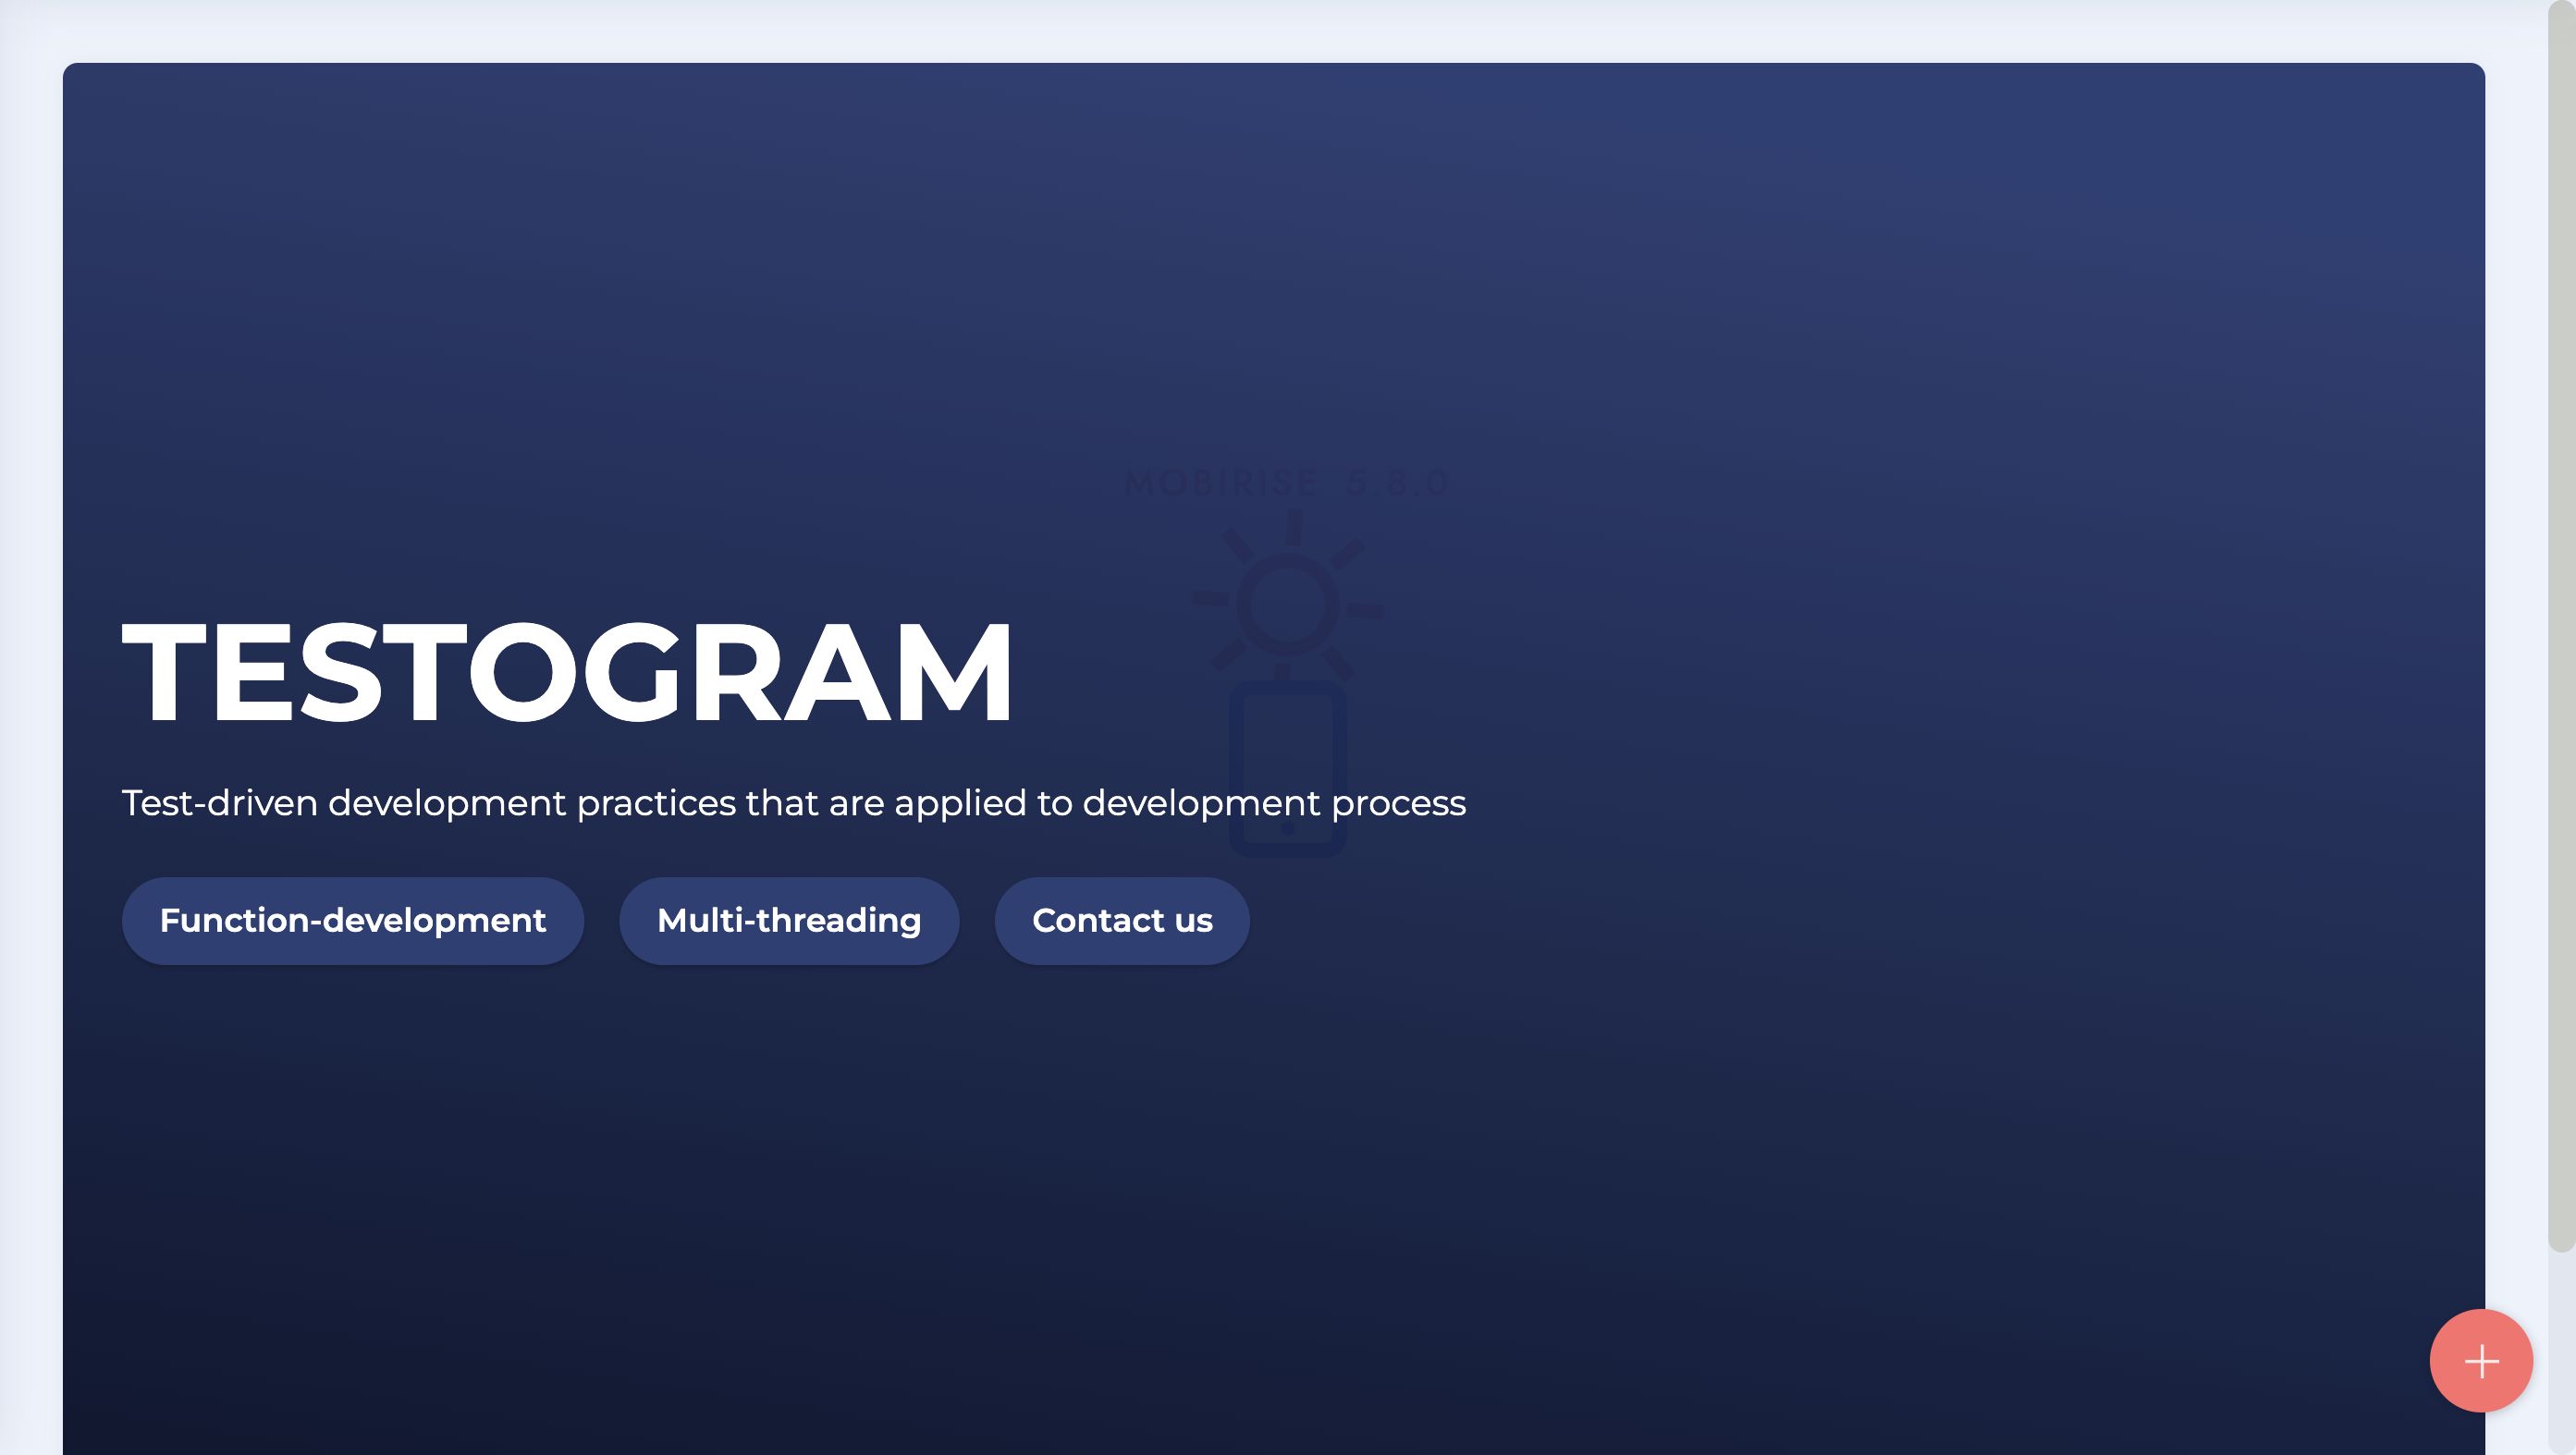 MOBIRISE 5.8.0
TESTOGRAM
Test-driven development practices that are applied to development process
Function-development
Multi-threading
Contact us